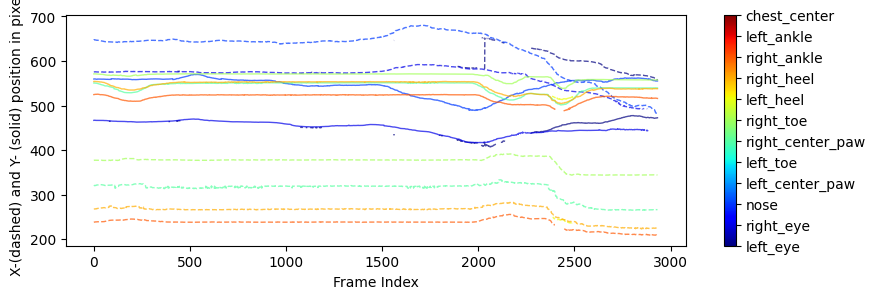 X-(dashed) and Y- (solid) position in pixe
700
600
500
400
300
200
0
500
1000
1500
2000
2500
3000
Frame Index
chest_center
left_ankle
right_ankle
right_heel
left_heel
right_toe
right_center_paw
left_toe
left_center_paw
nose
right_eye
left_eye